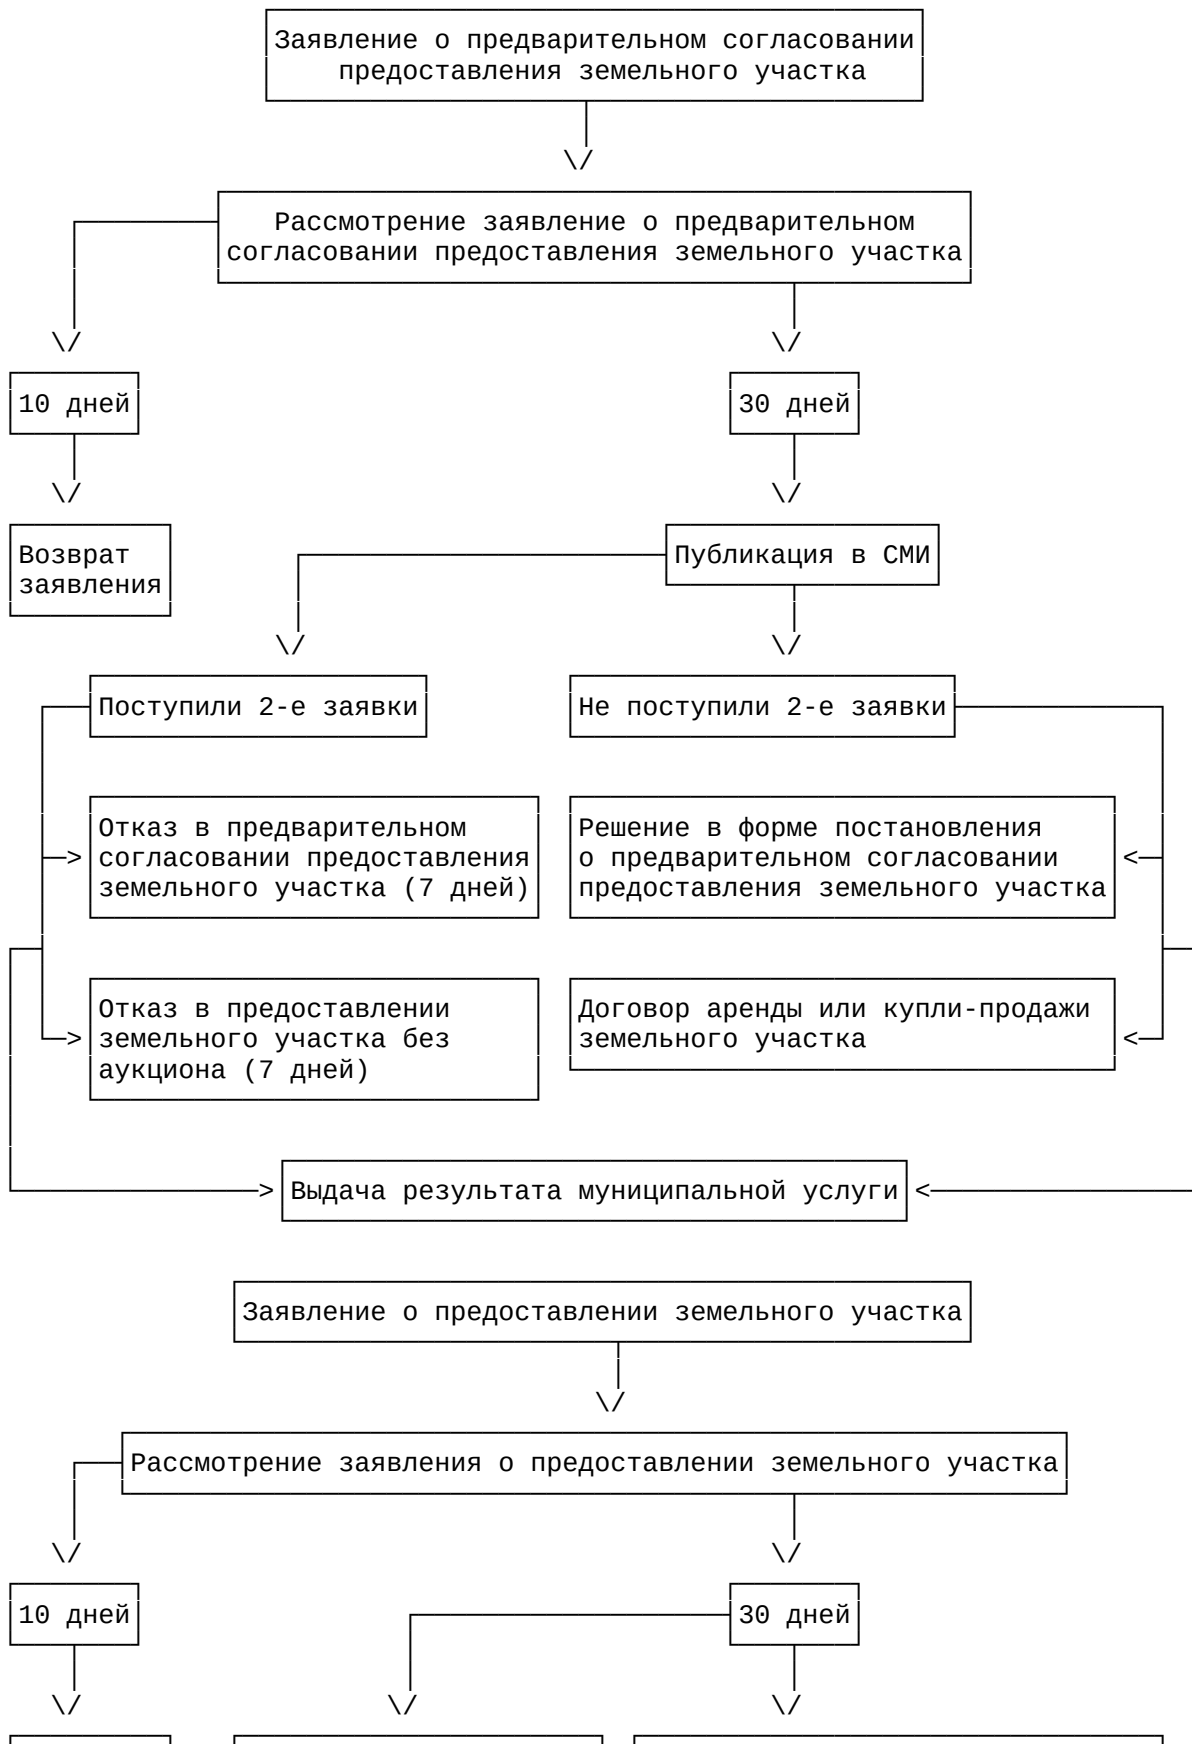 Заявление о предварительном согласовании
предоставления земельного участка
Рассмотрение заявление о предварительном
согласовании предоставления земельного участка
10 дней
30 дней
Возврат
заявления
Публикация в СМИ
Поступили 2-е заявки
Не поступили 2-е заявки
Отказ в предварительном
согласовании предоставления
земельного участка (7 дней)
Решение в форме постановления
о предварительном согласовании
предоставления земельного участка
Отказ в предоставлении
земельного участка без
аукциона (7 дней)
Договор аренды или купли-продажи
земельного участка
Выдача результата муниципальной услуги
Заявление о предоставлении земельного участка
Рассмотрение заявления о предоставлении земельного участка
10 дней
30 дней